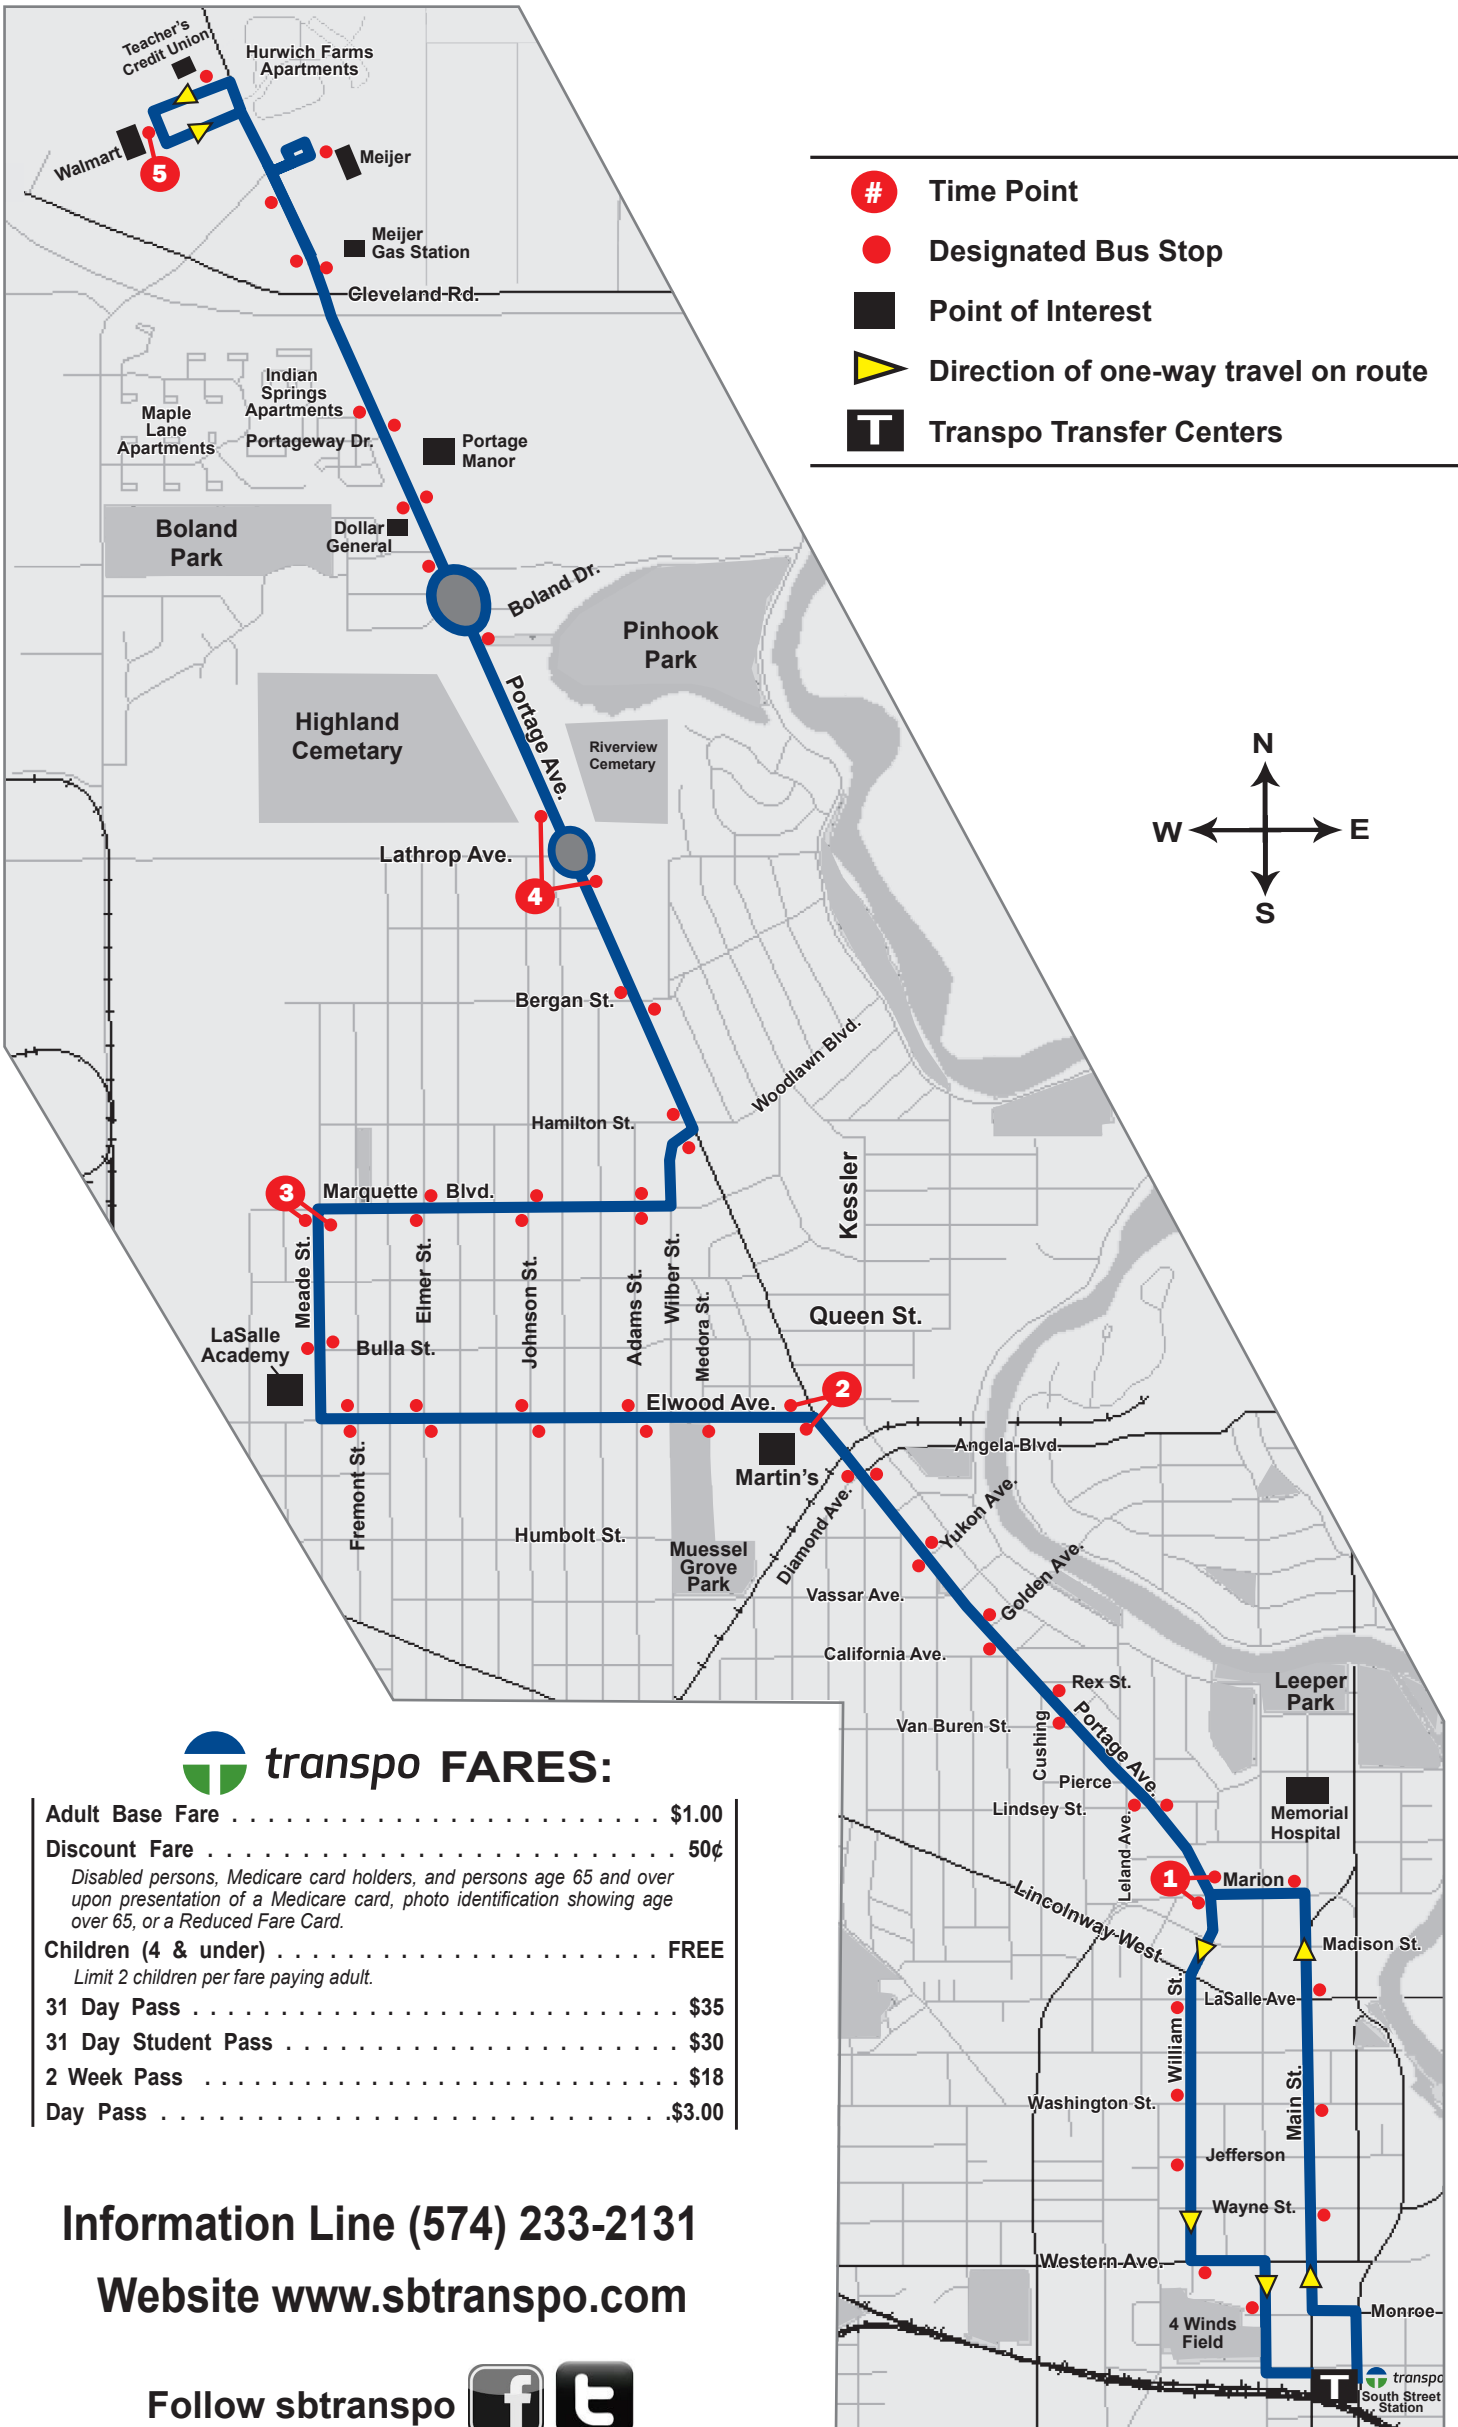 Teacher's
Credit Union
Hurwich Farms
Apartments
Walmart
5
Meijer
Meijer
Gas Station
Cleveland Rd.
# Time Point
Designated Bus Stop
Point of Interest
Direction of one-way travel on route
T Transpo Transfer Centers
Indian
Springs
Apartments
Maple
Lane
Apartments
Portageway Dr.
Portage
Manor
Boland
Park
Dollar
General
Boland Dr.
Pinhook
Park
Portage Ave.
Highland
Cemetary
Riverview
Cemetary
N
W E
S
Lathrop Ave.
4
Bergan St.
Woodlawn Blvd.
Hamilton St.
Kessler
3
Marquette Blvd.
Meade St.
Elmer St.
Johnson St.
Adams St.
Wilber St.
Medora St.
Queen St.
LaSalle
Academy
Bulla St.
2
Elwood Ave.
Martin's
Angela Blvd.
Fremont St.
Diamond Ave.
Yukon Ave.
Humbolt St.
Muessel
Grove
Park
Vassar Ave.
Golden Ave.
California Ave.
Rex St.
Leeper
Park
Van Buren St.
Cushing
Portage Ave.
Pierce
Lindsey St.
Leland Ave.
Memorial
Hospital
1
Marion
Lincolnway West
Madison St.
LaSalle Ave
William St.
Washington St.
Main St.
Jefferson
Wayne St.
Western Ave.
Monroe
4 Winds
Field
T
transpo
South Street
Station
transpo FARES:
Adult Base Fare . . . . . . . . . . . . . . . . . . . . . . . $1.00
Discount Fare . . . . . . . . . . . . . . . . . . . . . . . . . 50¢
Disabled persons, Medicare card holders, and persons age 65 and over
upon presentation of a Medicare card, photo identification showing age
over 65, or a Reduced Fare Card.
Children (4 & under) . . . . . . . . . . . . . . . . . . . . . FREE
Limit 2 children per fare paying adult.
31 Day Pass . . . . . . . . . . . . . . . . . . . . . . . . . . $35
31 Day Student Pass . . . . . . . . . . . . . . . . . . . . . $30
2 Week Pass . . . . . . . . . . . . . . . . . . . . . . . . . . $18
Day Pass . . . . . . . . . . . . . . . . . . . . . . . . . . . .$3.00
Information Line (574) 233-2131
Website www.sbtranspo.com
Follow sbtranspo f t